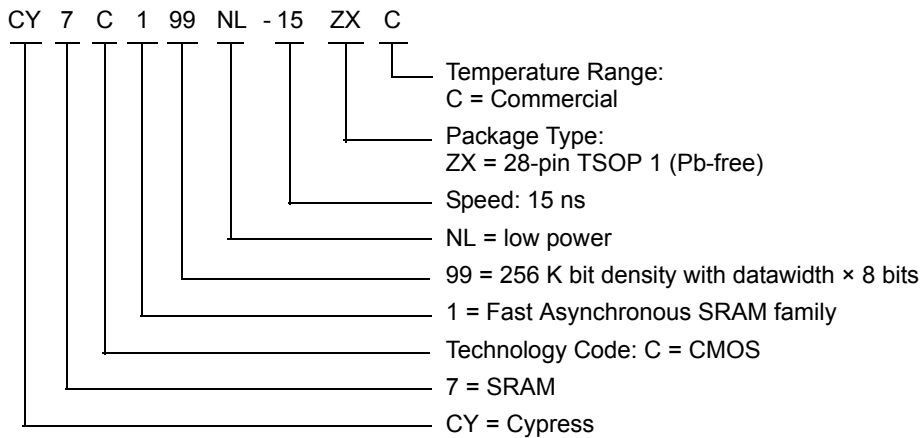 CY 7 C 1 99 NL - 15 ZX C
Temperature Range:
C = Commercial
Package Type:
ZX = 28-pin TSOP 1 (Pb-free)
Speed: 15 ns
NL = low power
99 = 256 K bit density with datawidth × 8 bits
1 = Fast Asynchronous SRAM family
Technology Code: C = CMOS
7 = SRAM
CY = Cypress